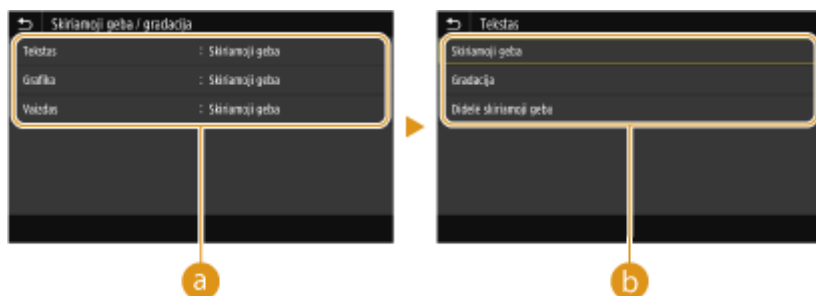 Skiriamoji geba / gradacija
Tekstas : Skiriamoji geba
Grafika : Skiriamoji geba
Vaizdas : Skiriamoji geba
a
Tekstas
Skiriamoji geba
Gradacija
Didelė skiriamoji geba
b